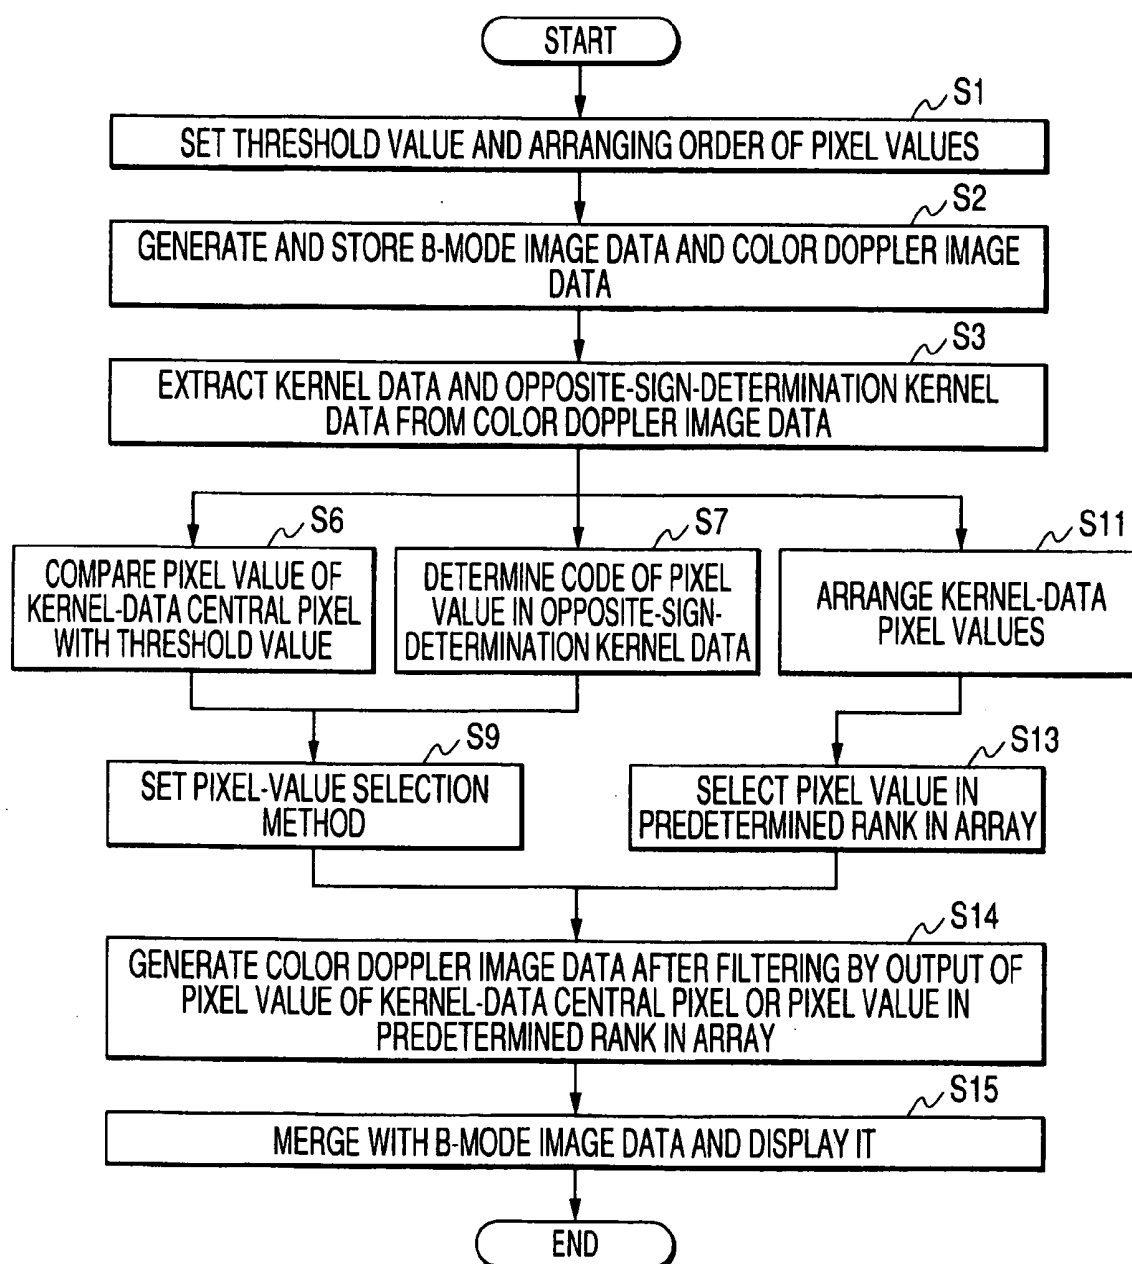 START
S1
SET THRESHOLD VALUE AND ARRANGING ORDER OF PIXEL VALUES
S2
GENERATE AND STORE B-MODE IMAGE DATA AND COLOR DOPPLER IMAGE
DATA
S3
EXTRACT KERNEL DATA AND OPPOSITE-SIGN-DETERMINATION KERNEL
DATA FROM COLOR DOPPLER IMAGE DATA
S6
COMPARE PIXEL VALUE OF
KERNEL-DATA CENTRAL PIXEL
WITH THRESHOLD VALUE
S7
DETERMINE CODE OF PIXEL
VALUE IN OPPOSITE-SIGN-
DETERMINATION KERNEL DATA
S11
ARRANGE KERNEL-DATA
PIXEL VALUES
S9
SET PIXEL-VALUE SELECTION
METHOD
S13
SELECT PIXEL VALUE IN
PREDETERMINED RANK IN ARRAY
S14
GENERATE COLOR DOPPLER IMAGE DATA AFTER FILTERING BY OUTPUT OF
PIXEL VALUE OF KERNEL-DATA CENTRAL PIXEL OR PIXEL VALUE IN
PREDETERMINED RANK IN ARRAY
S15
MERGE WITH B-MODE IMAGE DATA AND DISPLAY IT
END